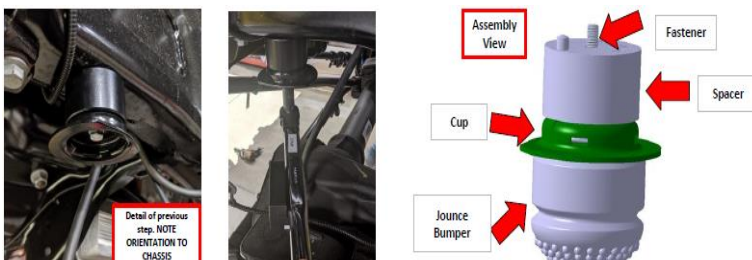 Detail of previous
step. NOTE
ORIENTATION TO
CHASSIS
Assembly
View
Fastener
Spacer
Cup
Jounce
Bumper